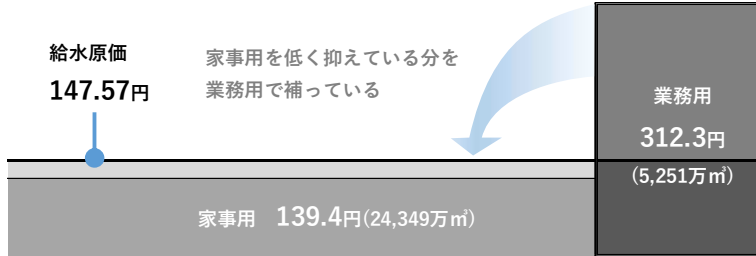 給水原価
147.57円
家事用を低く抑えている分を
業務用で補っている
業務用
312.3円
(5,251万㎥)
家事用 139.4円(24,349万㎥)